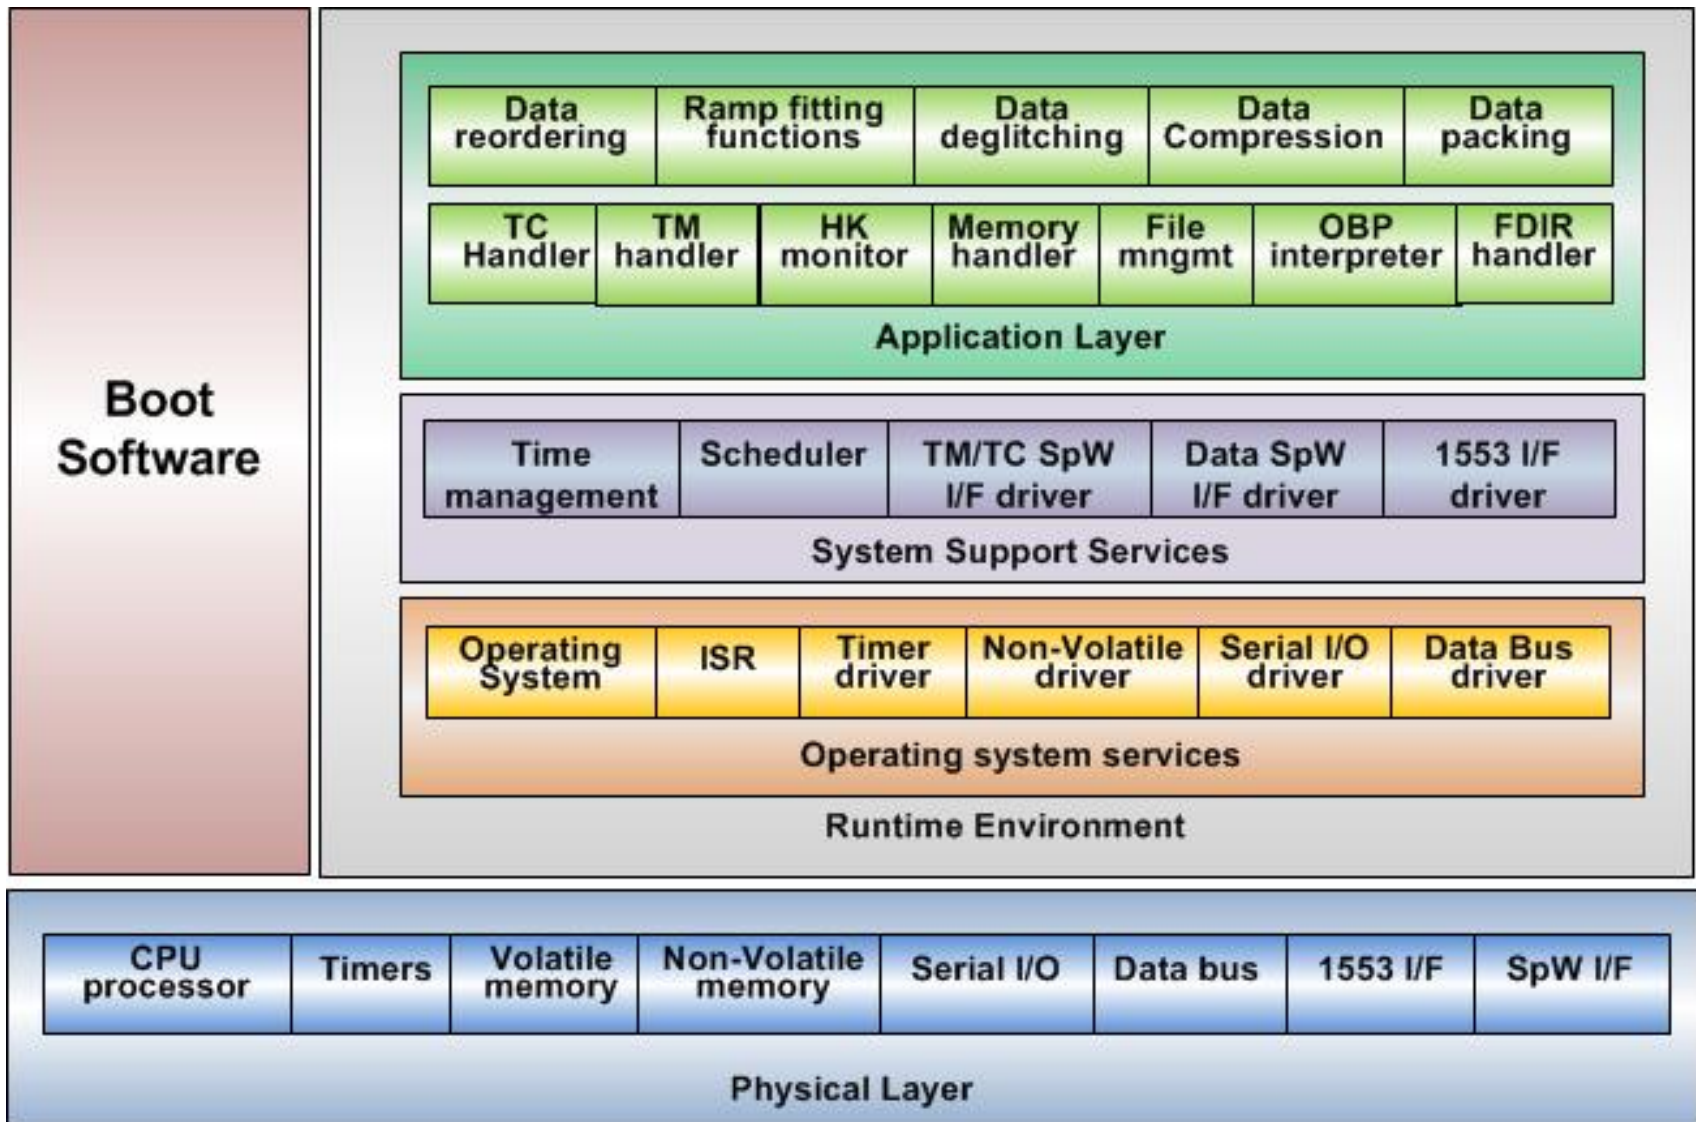 Boot
Software
Data
reordering
Ramp fitting
functions
Data
deglitching
Data
Compression
Data
packing
TC
Handler
TM
handler
HK
monitor
Memory
handler
File
mngmt
OBP
interpreter
FDIR
handler
Application Layer
Time
management
Scheduler
TM/TC SpW
I/F driver
Data SpW
I/F driver
1553 I/F
driver
System Support Services
Operating
System
ISR
Timer
driver
Non-Volatile
driver
Serial I/O
driver
Data Bus
driver
Operating system services
Runtime Environment
CPU
processor
Timers
Volatile
memory
Non-Volatile
memory
Serial I/O
Data bus
1553 I/F
SpW I/F
Physical Layer